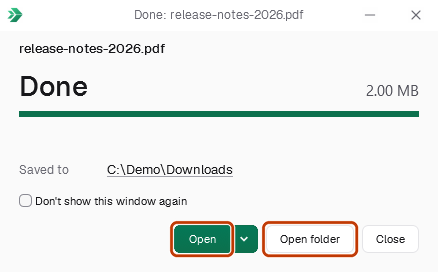 Done: release-notes-2026.pdf
release-notes-2026.pdf
Done
2.00 MB
Saved to C:\Demo\Downloads
Don't show this window again
Open Open folder Close